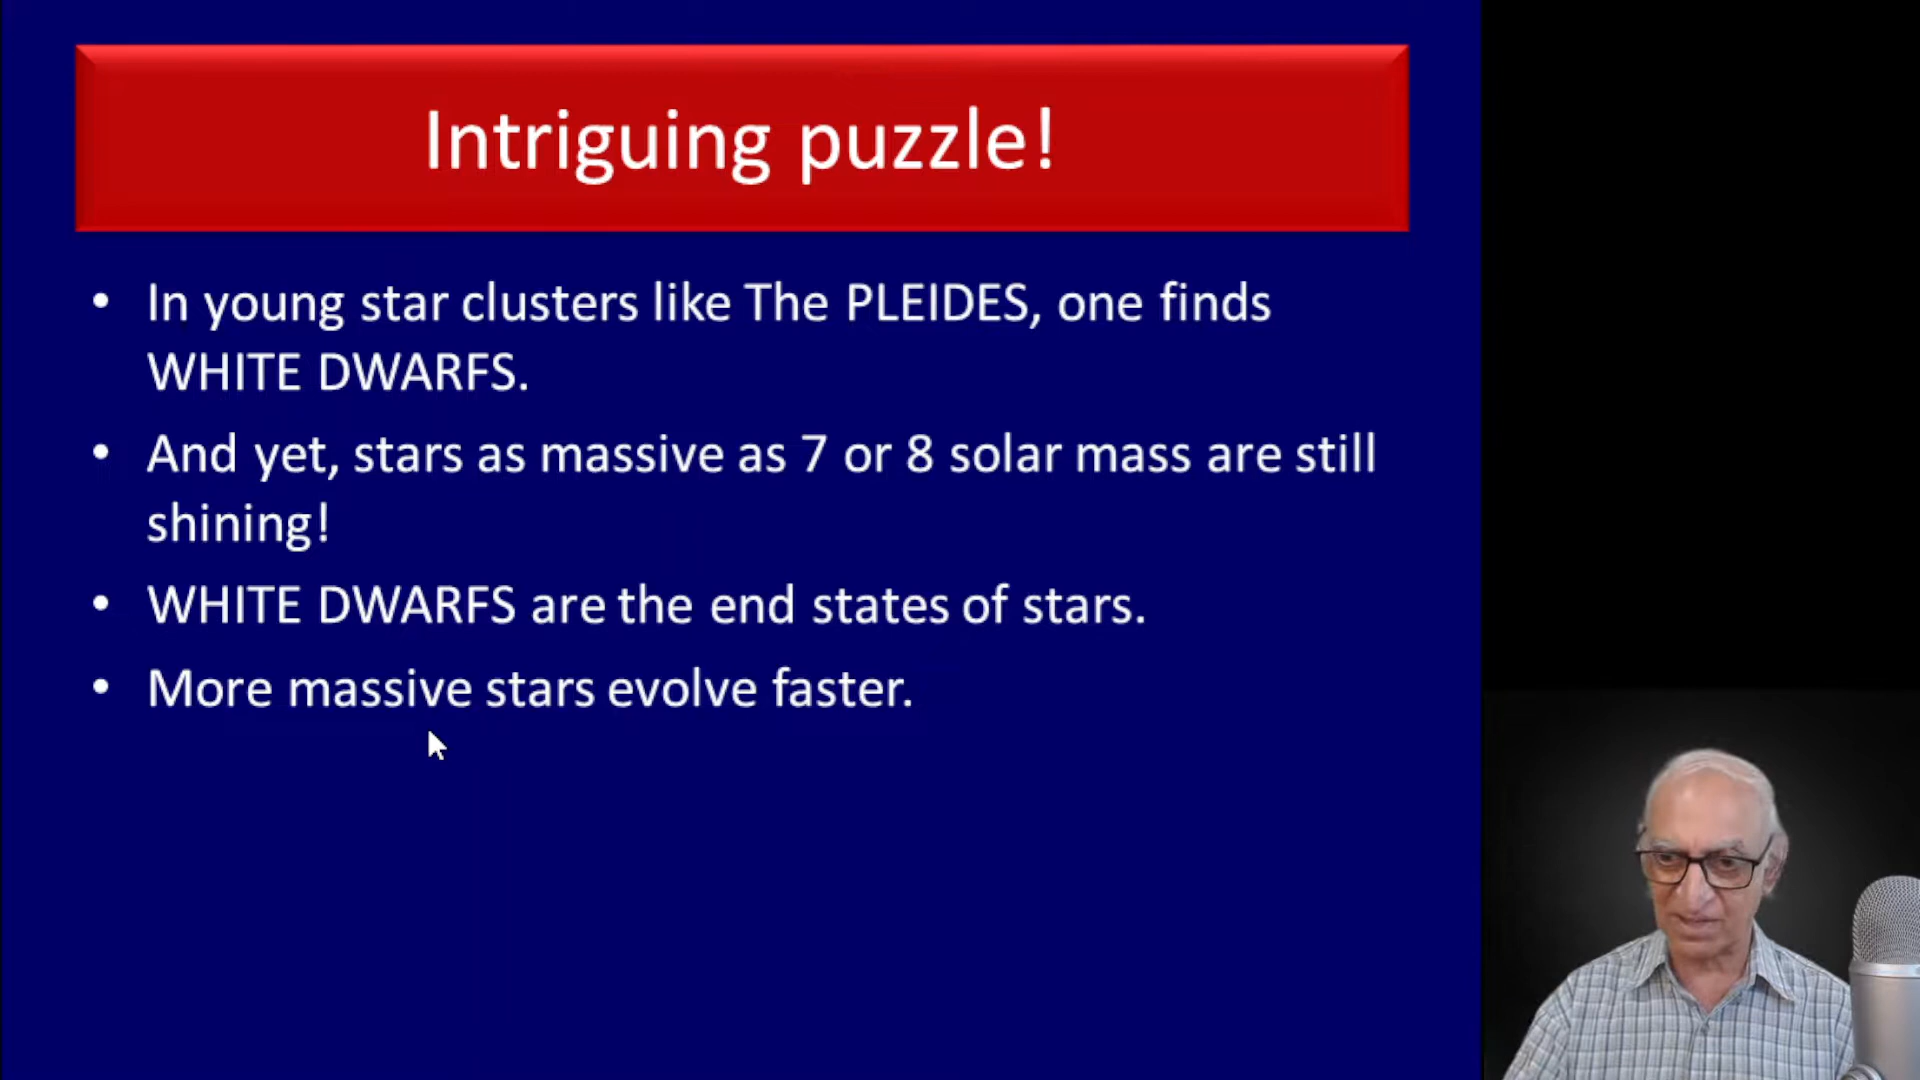 Intriguing puzzle!
• In young star clusters like The PLEIDES, one finds
WHITE DWARFS.
• And yet, stars as massive as 7 or 8 solar mass are still
shining!
• WHITE DWARFS are the end states of stars.
• More massive stars evolve faster.